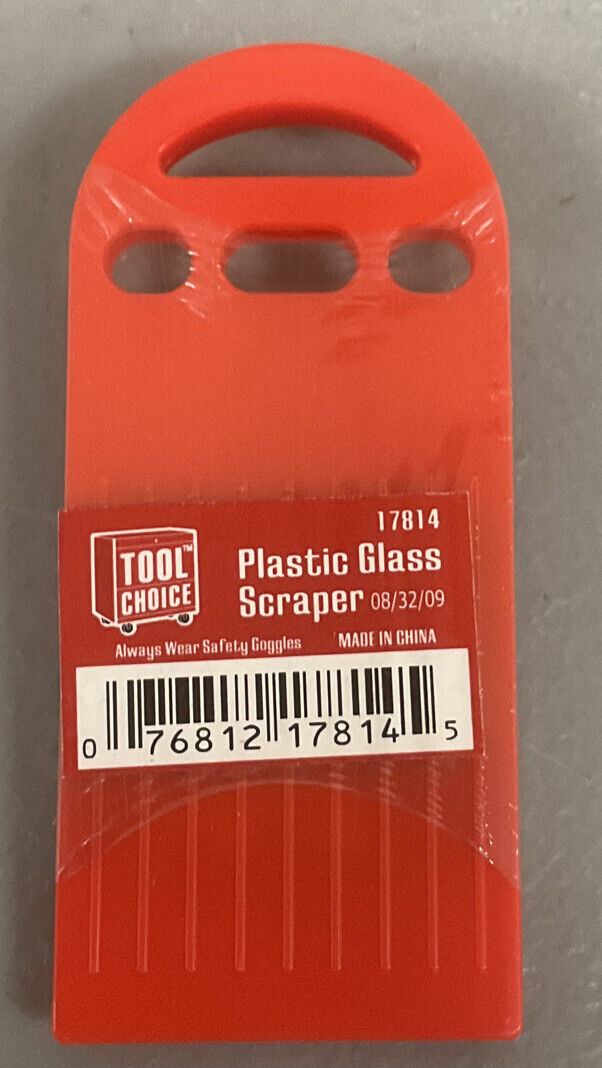 17814
TOOL™
CHOICE
Plastic Glass
Scraper 08/32/09
Always Wear Safety Goggles MADE IN CHINA
0 76812 17814 5